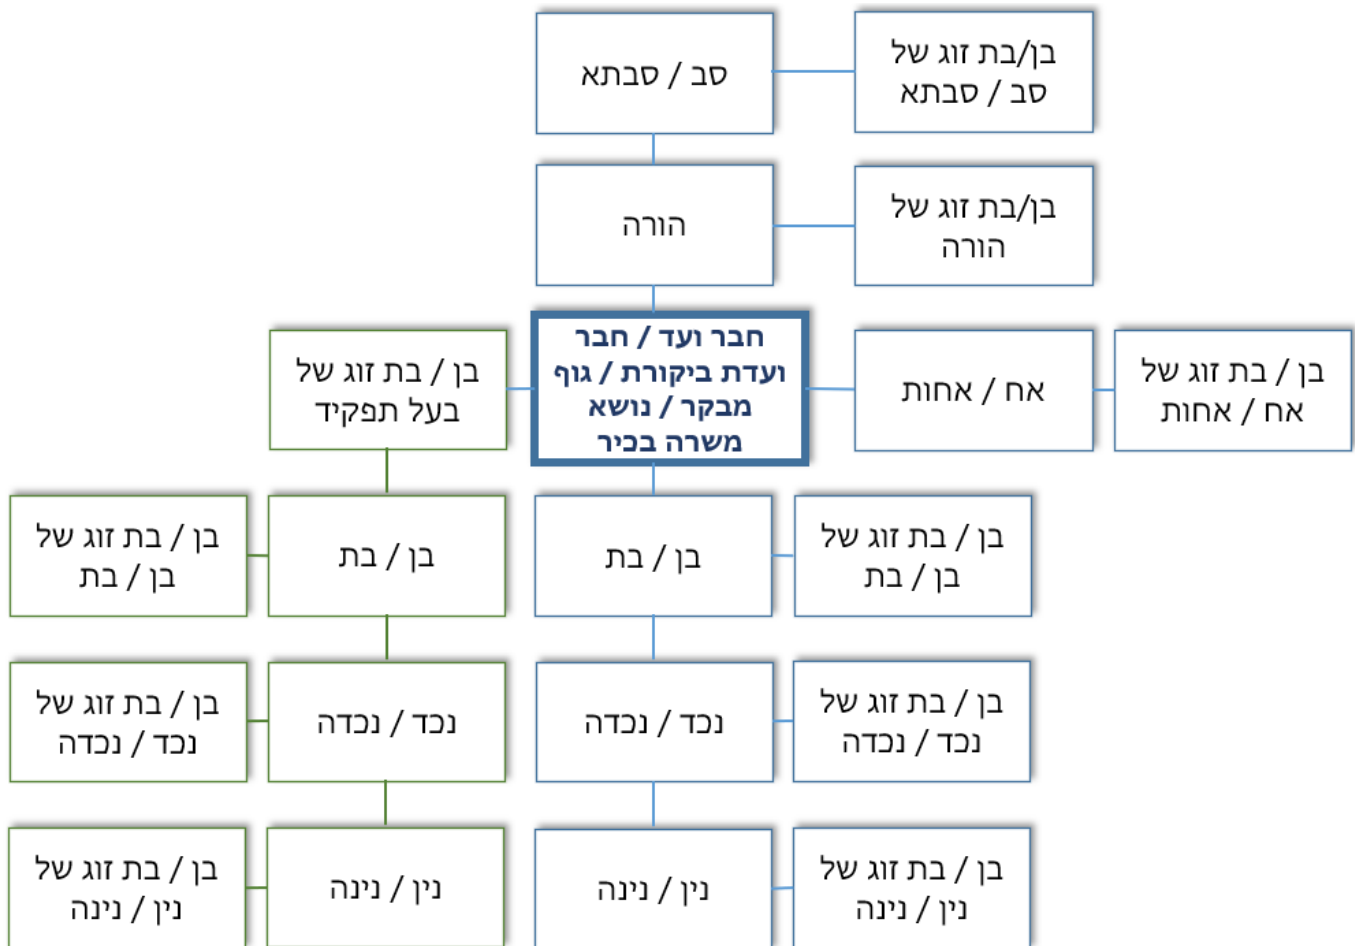 סב / סבתא
בן/בת זוג של
סב / סבתא
הורה
בן/בת זוג של
הורה
בן / בת זוג של
אח / אחות
אח / אחות
חבר ועד / חבר
ועדת ביקורת / גוף
מבקר / נושא
משרה בכיר
בן / בת זוג של
בעל תפקיד
בן / בת זוג של
בן / בת
בן / בת
בן / בת
בן / בת זוג של
בן / בת
בן / בת זוג של
נכד / נכדה
נכד / נכדה
נכד / נכדה
בן / בת זוג של
נכד / נכדה
בן / בת זוג של
נין / נינה
נין / נינה
נין / נינה
בן / בת זוג של
נין / נינה